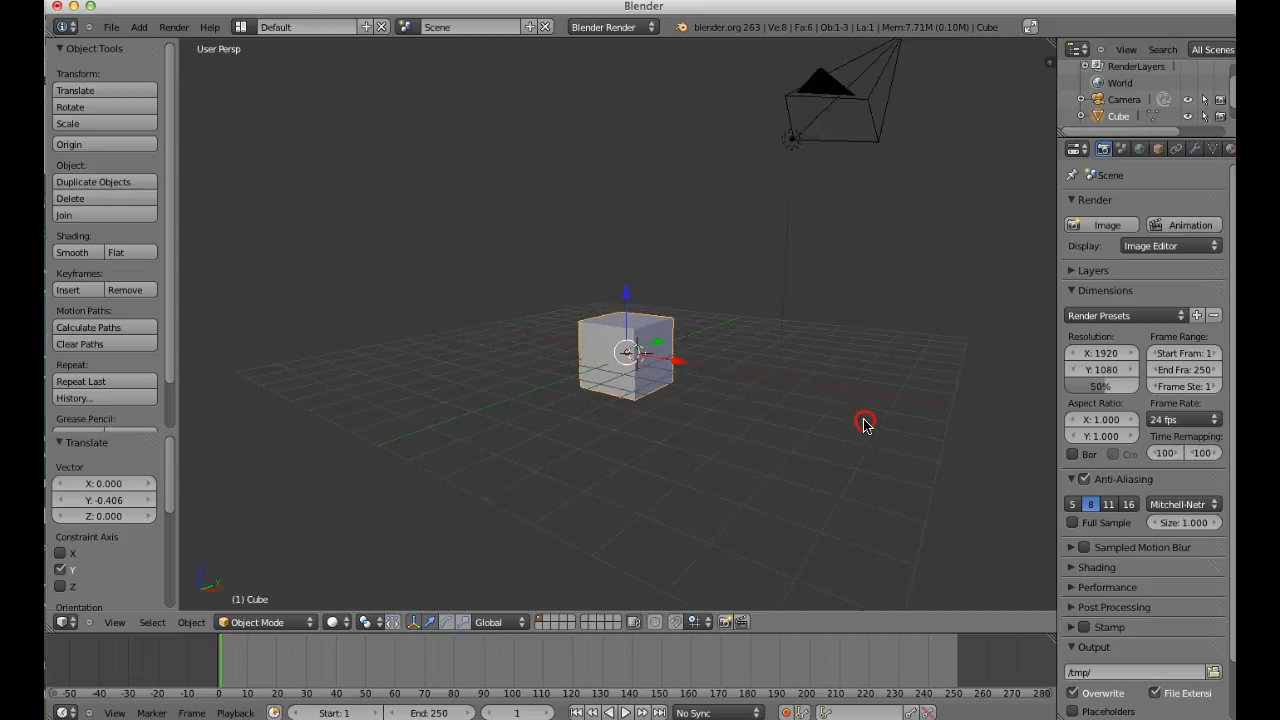 Blender
File Add Render Help
Default
Scene
Blender Render
blender.org 263 | Ve:8 | Fa:6 | Ob:1-3 | La:1 | Mem:7.71M (0.10M) | Cube
Object Tools
Transform:
Translate
Rotate
Scale
Origin
Object:
Duplicate Objects
Delete
Join
Shading:
Smooth Flat
Keyframes:
Insert Remove
Motion Paths:
Calculate Paths
Clear Paths
Repeat:
Repeat Last
History...
Grease Pencil:
Translate
Vector
X: 0.000
Y: -0.406
Z: 0.000
Constraint Axis
X
Y
Z
Orientation
User Persp
(1) Cube
View Select Object
Object Mode
Global
View Search All Scenes
RenderLayers
World
Camera
Cube
Scene
Render
Image Animation
Display: Image Editor
Layers
Dimensions
Render Presets
Resolution: Frame Range:
X: 1920 Start Fram: 1
Y: 1080 End Fra: 250
50% Frame Ste: 1
Aspect Ratio: Frame Rate:
X: 1.000 24 fps
Y: 1.000 Time Remapping:
Bor Cro 100 100
Anti-Aliasing
5 8 11 16 Mitchell-Netr
Full Sample Size: 1.000
Sampled Motion Blur
Shading
Performance
Post Processing
Stamp
Output
/tmp/
Overwrite File Extensi
Placeholders
-50 -40 -30 -20 -10 0 10 20 30 40 50 60 70 80 90 100 110 120 130 140 150 160 170 180 190 200 210 220 230 240 250 260 270 280
View Marker Frame Playback
Start: 1
End: 250
1
No Sync